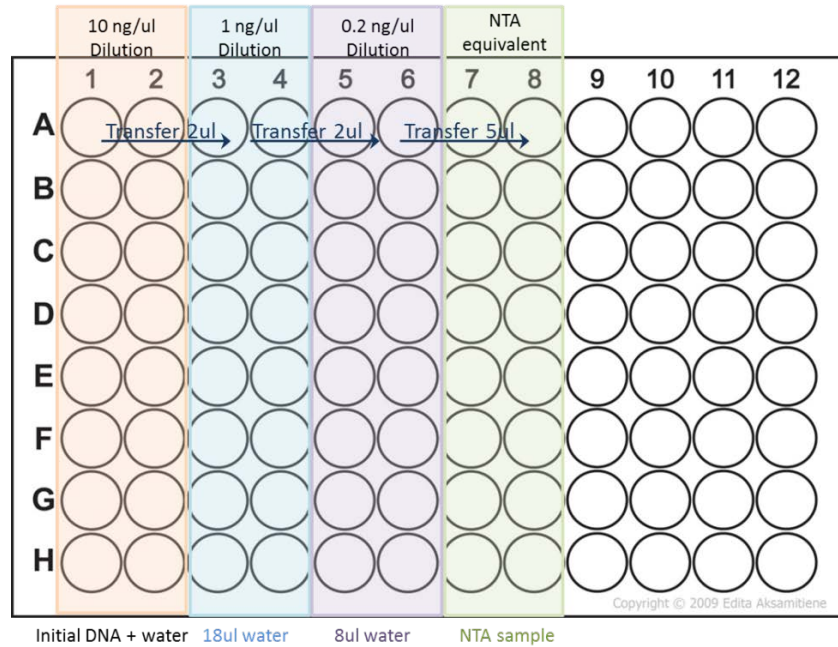 10 ng/ul
Dilution
1 ng/ul
Dilution
0.2 ng/ul
Dilution
NTA
equivalent
1 2 3 4 5 6 7 8 9 10 11 12
A
Transfer 2ul
Transfer 2ul
Transfer 5ul
B
C
D
E
F
G
H
Copyright © 2009 Edita Aksamitiene
Initial DNA + water
18ul water
8ul water
NTA sample